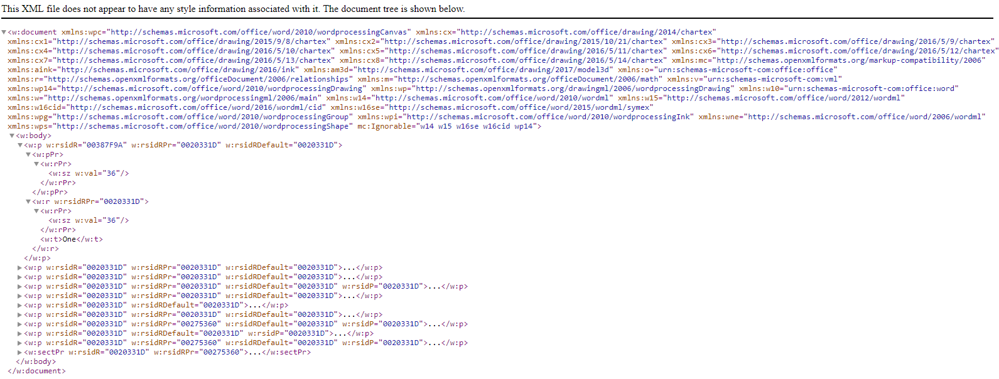 This XML file does not appear to have any style information associated with it. The document tree is shown below.
▼<w:document xmlns:wpc="http://schemas.microsoft.com/office/word/2010/wordprocessingCanvas" xmlns:cx="http://schemas.microsoft.com/office/drawing/2014/chartex"
xmlns:cx1="http://schemas.microsoft.com/office/drawing/2015/9/8/chartex" xmlns:cx2="http://schemas.microsoft.com/office/drawing/2015/10/21/chartex" xmlns:cx3="http://schemas.microsoft.com/office/drawing/2016/5/9/chartex"
xmlns:cx4="http://schemas.microsoft.com/office/drawing/2016/5/10/chartex" xmlns:cx5="http://schemas.microsoft.com/office/drawing/2016/5/11/chartex" xmlns:cx6="http://schemas.microsoft.com/office/drawing/2016/5/12/chartex"
xmlns:cx7="http://schemas.microsoft.com/office/drawing/2016/5/13/chartex" xmlns:cx8="http://schemas.microsoft.com/office/drawing/2016/5/14/chartex" xmlns:mc="http://schemas.openxmlformats.org/markup-compatibility/2006"
xmlns:aink="http://schemas.microsoft.com/office/drawing/2016/ink" xmlns:am3d="http://schemas.microsoft.com/office/drawing/2017/model3d" xmlns:o="urn:schemas-microsoft-com:office:office"
xmlns:r="http://schemas.openxmlformats.org/officeDocument/2006/relationships" xmlns:m="http://schemas.openxmlformats.org/officeDocument/2006/math" xmlns:v="urn:schemas-microsoft-com:vml"
xmlns:wp14="http://schemas.microsoft.com/office/word/2010/wordprocessingDrawing" xmlns:wp="http://schemas.openxmlformats.org/drawingml/2006/wordprocessingDrawing" xmlns:w10="urn:schemas-microsoft-com:office:word"
xmlns:w="http://schemas.openxmlformats.org/wordprocessingml/2006/main" xmlns:w14="http://schemas.microsoft.com/office/word/2010/wordml" xmlns:w15="http://schemas.microsoft.com/office/word/2012/wordml"
xmlns:w16cid="http://schemas.microsoft.com/office/word/2016/wordml/cid" xmlns:w16se="http://schemas.microsoft.com/office/word/2015/wordml/symex"
xmlns:wpg="http://schemas.microsoft.com/office/word/2010/wordprocessingGroup" xmlns:wpi="http://schemas.microsoft.com/office/word/2010/wordprocessingInk" xmlns:wne="http://schemas.microsoft.com/office/word/2006/wordml"
xmlns:wps="http://schemas.microsoft.com/office/word/2010/wordprocessingShape" mc:Ignorable="w14 w15 w16se w16cid wp14">
▼<w:body>
▼<w:p w:rsidR="00387F9A" w:rsidRPr="0020331D" w:rsidRDefault="0020331D">
▼<w:pPr>
▼<w:rPr>
<w:sz w:val="36"/>
</w:rPr>
</w:pPr>
▼<w:r w:rsidRPr="0020331D">
▼<w:rPr>
<w:sz w:val="36"/>
</w:rPr>
<w:t>One</w:t>
</w:r>
</w:p>
▶<w:p w:rsidR="0020331D" w:rsidRPr="0020331D" w:rsidRDefault="0020331D">...</w:p>
▶<w:p w:rsidR="0020331D" w:rsidRPr="0020331D" w:rsidRDefault="0020331D">...</w:p>
▶<w:p w:rsidR="0020331D" w:rsidRPr="0020331D" w:rsidRDefault="0020331D" w:rsidP="0020331D">...</w:p>
▶<w:p w:rsidR="0020331D" w:rsidRPr="0020331D" w:rsidRDefault="0020331D">...</w:p>
▶<w:p w:rsidR="0020331D" w:rsidRDefault="0020331D">...</w:p>
▶<w:p w:rsidR="0020331D" w:rsidRPr="0020331D" w:rsidRDefault="0020331D">...</w:p>
▶<w:p w:rsidR="0020331D" w:rsidRPr="00275360" w:rsidRDefault="0020331D" w:rsidP="0020331D">...</w:p>
▶<w:p w:rsidR="0020331D" w:rsidRDefault="0020331D" w:rsidP="0020331D">...</w:p>
▶<w:p w:rsidR="0020331D" w:rsidRPr="00275360" w:rsidRDefault="0020331D" w:rsidP="0020331D">...</w:p>
▶<w:sectPr w:rsidR="0020331D" w:rsidRPr="00275360">...</w:sectPr>
</w:body>
</w:document>